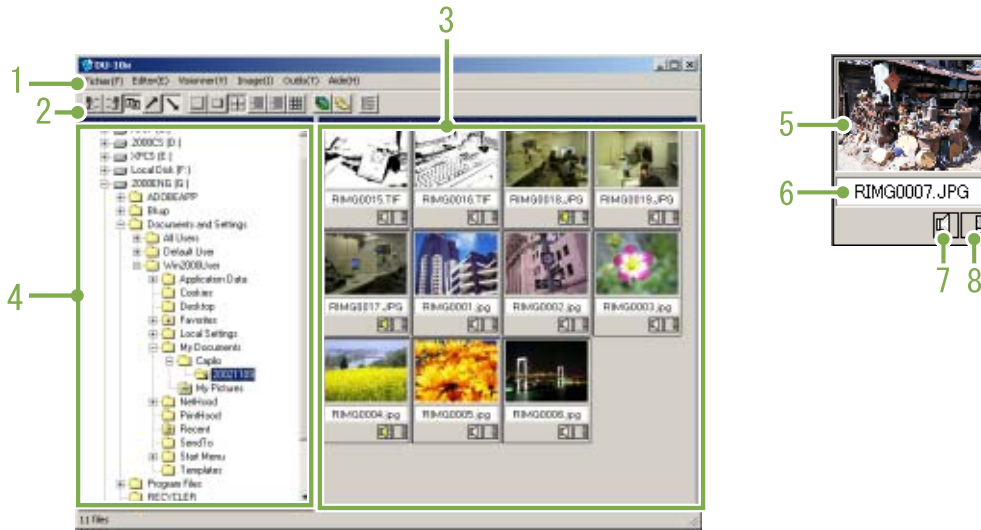 3
DU-10x
1
Fichier(F) Editer(E) Visionner(V) Image(I) Outils(T) Aide(H)
2
2000CS (D:)
XPCS (E:)
Local Disk (F:)
2000ENG (G:)
ADOBEAPP
Bkup
Documents and Settings
All Users
Default User
Win2000User
Application Data
Cookies
Desktop
Favorites
Local Settings
My Documents
Caplio
20021109
My Pictures
NetHood
PrintHood
Recent
SendTo
Start Menu
Templates
Program Files
RECYCLER
4
RIMG0015.TIF RIMG0016.TIF RIMG0018.JPG RIMG0019.JPG
RIMG0017.JPG RIMG0001.jpg RIMG0002.jpg RIMG0003.jpg
RIMG0004.jpg RIMG0005.jpg RIMG0006.jpg
11 files
5
6
RIMG0007.JPG
7
8